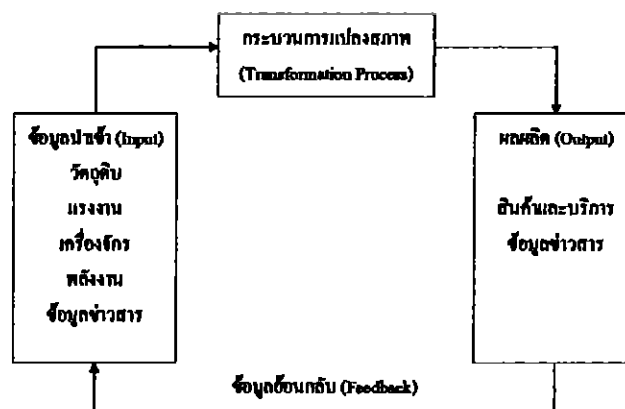 กระบวนการแปลงสภาพ
(Transformation Process)
ข้อมูลนำเข้า (Input)
วัตถุดิบ
แรงงาน
เครื่องจักร
พลังงาน
ข้อมูลข่าวสาร
ผลผลิต (Output)
สินค้าและบริการ
ข้อมูลข่าวสาร
ข้อมูลย้อนกลับ (Feedback)